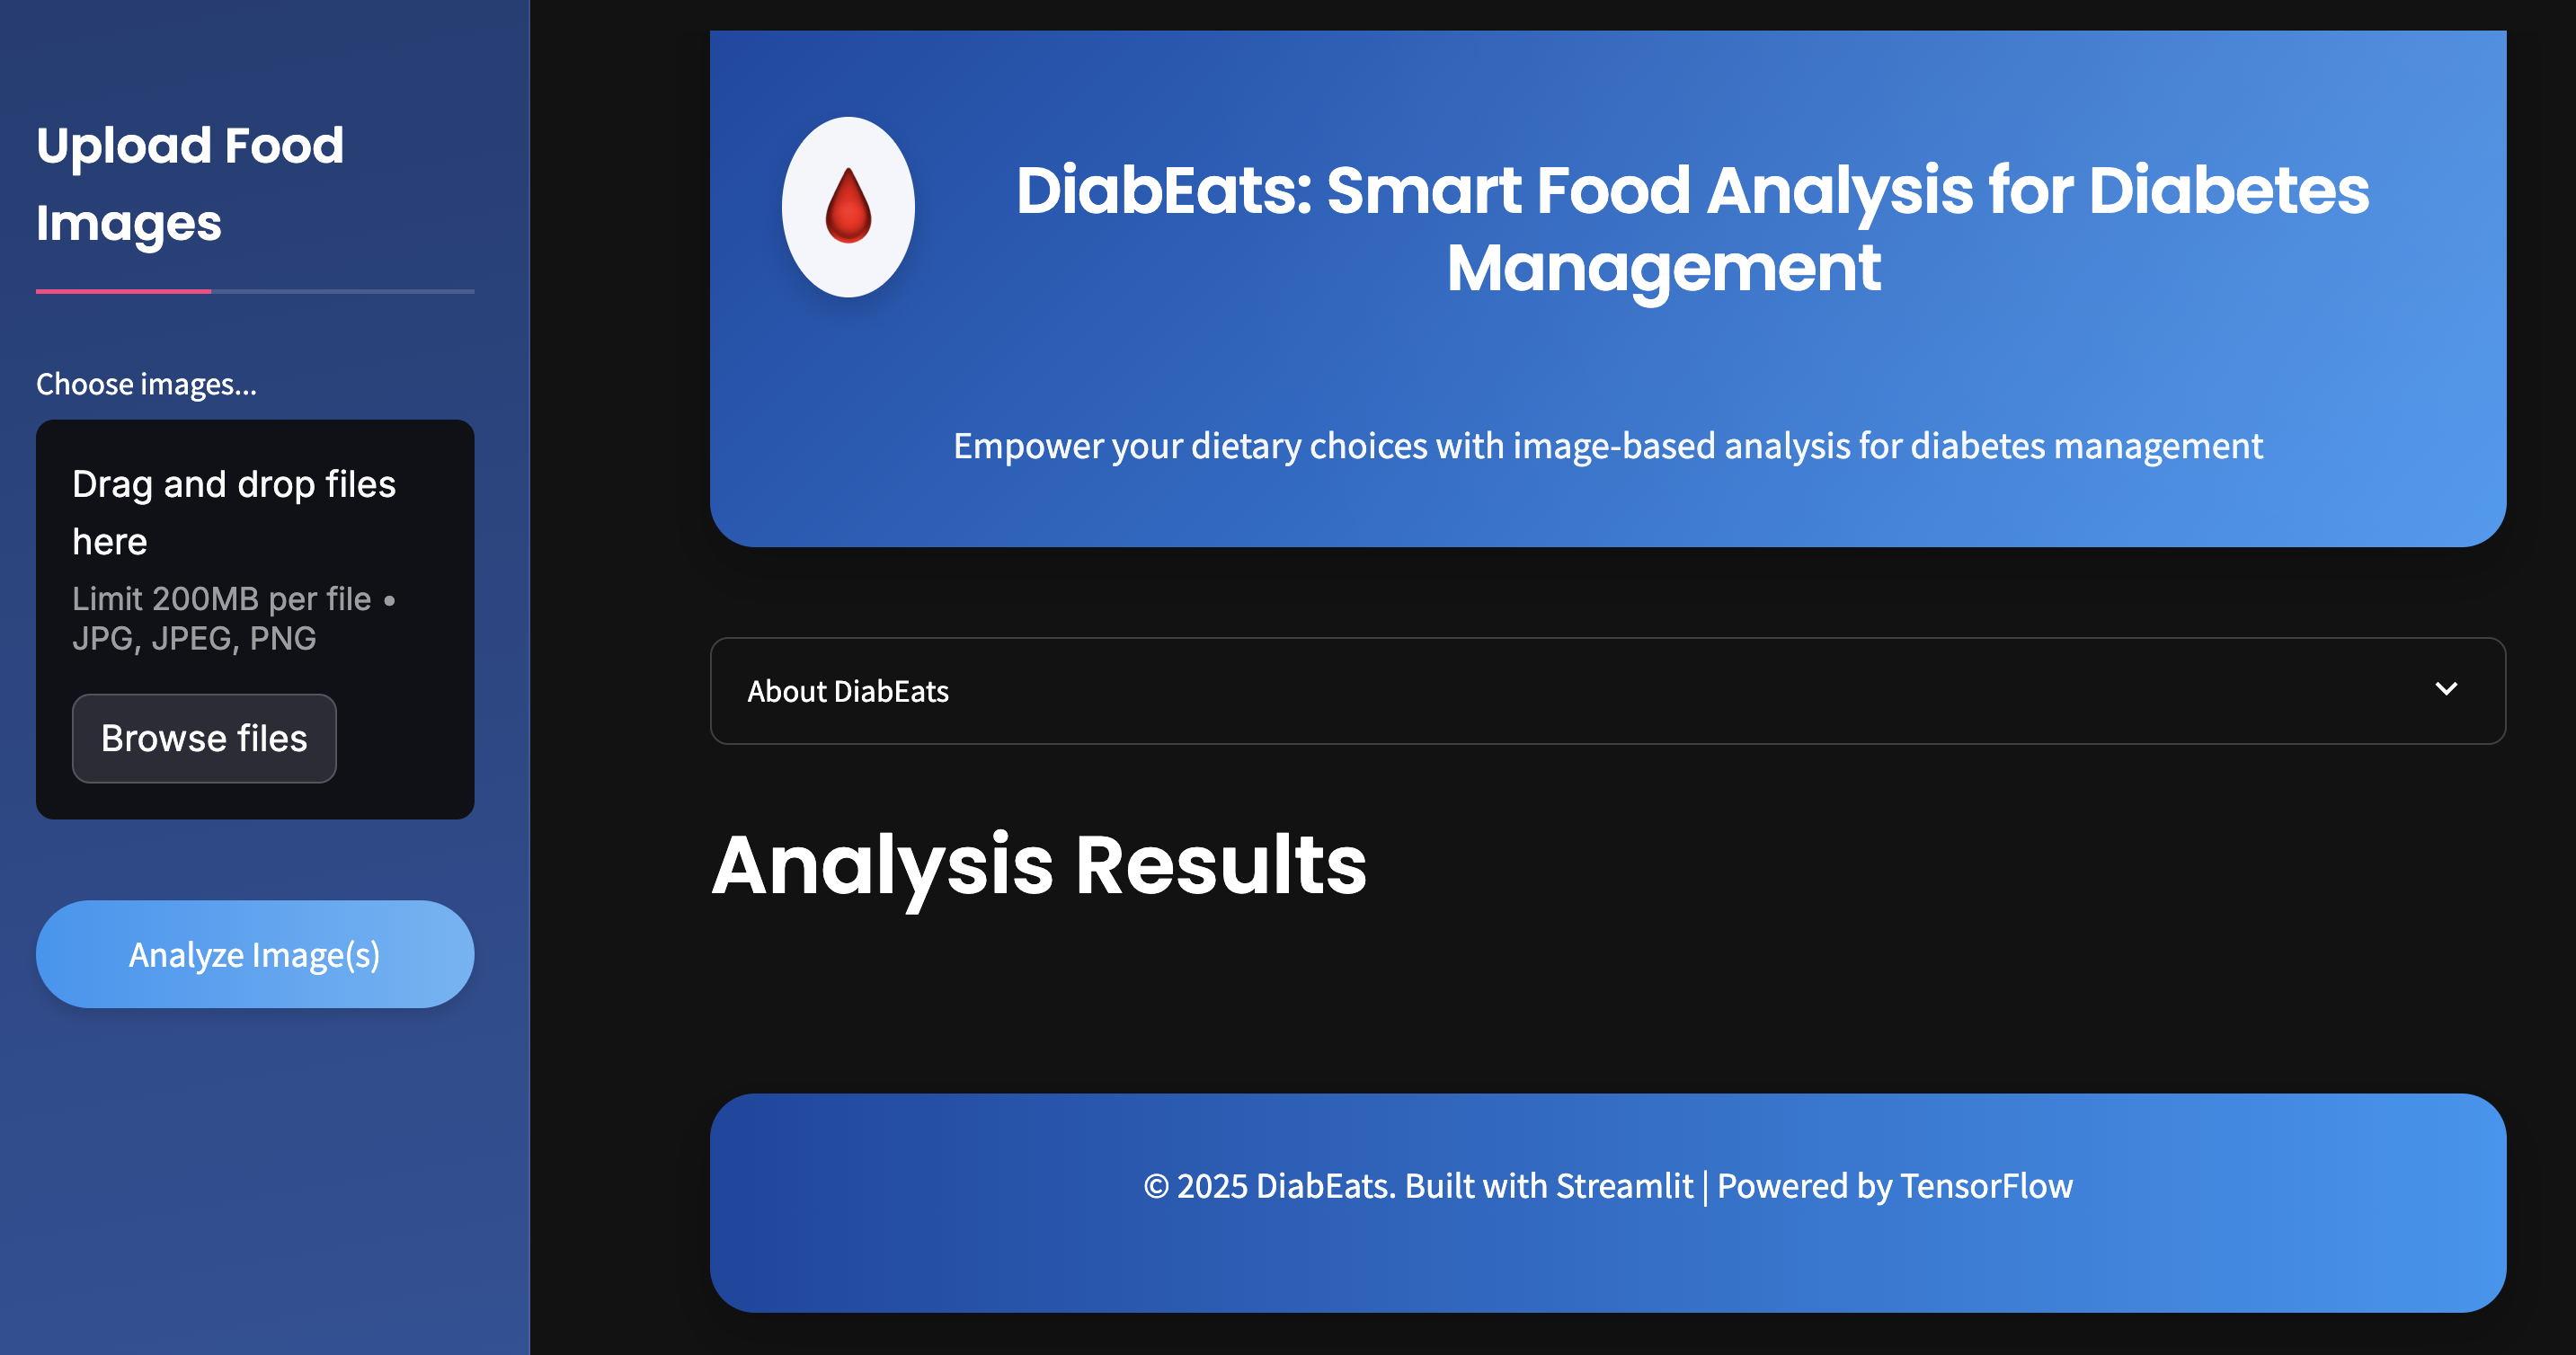 Upload Food
Images
Choose images...
Drag and drop files
here
Limit 200MB per file •
JPG, JPEG, PNG
Browse files
Analyze Image(s)
DiabEats: Smart Food Analysis for Diabetes
Management
Empower your dietary choices with image-based analysis for diabetes management
About DiabEats
Analysis Results
© 2025 DiabEats. Built with Streamlit | Powered by TensorFlow